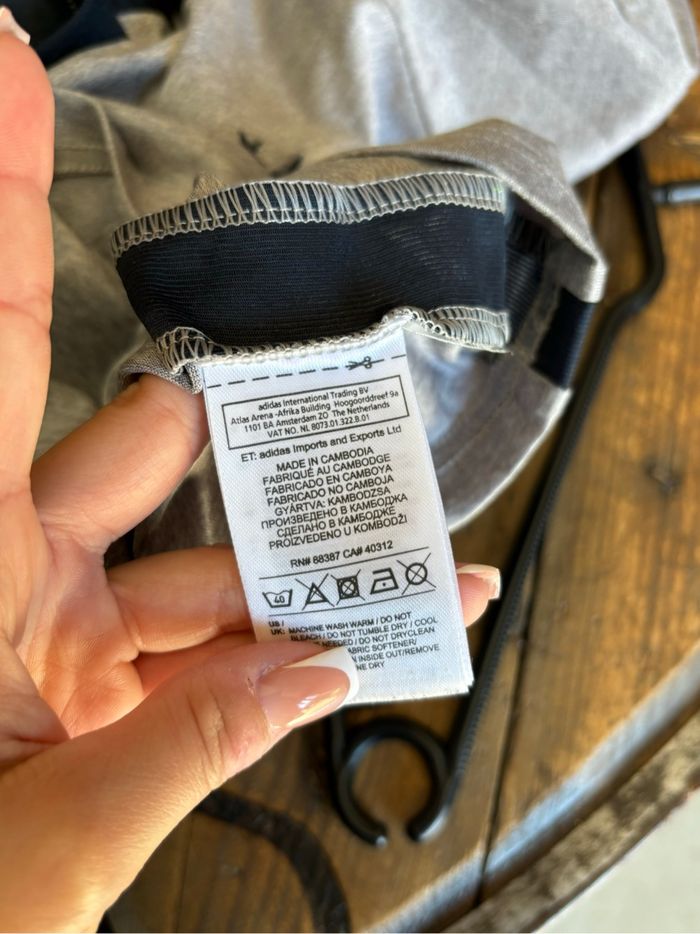 adidas International Trading BV
Atlas Arena -Afrika Building Hoogoorddreef 9a
1101 BA Amsterdam ZO The Netherlands
VAT NO. NL 8073.01.322.B.01
ET: adidas Imports and Exports Ltd
MADE IN CAMBODIA
FABRIQUÉ AU CAMBODGE
FABRICADO EN CAMBOYA
FABRICADO NO CAMBOJA
GYÁRTVA: KAMBODZSA
ПРОИЗВЕДЕНО В КАМБОДЖА
СДЕЛАНО В КАМБОДЖЕ
PROIZVEDENO U KOMBODŽI
RN# 88387 CA# 40312
40
US /
UK: MACHINE WASH WARM / DO NOT
BLEACH / DO NOT TUMBLE DRY / COOL
NEEDED / DO NOT DRYCLEAN
FABRIC SOFTENER/
INSIDE OUT/REMOVE
DRY